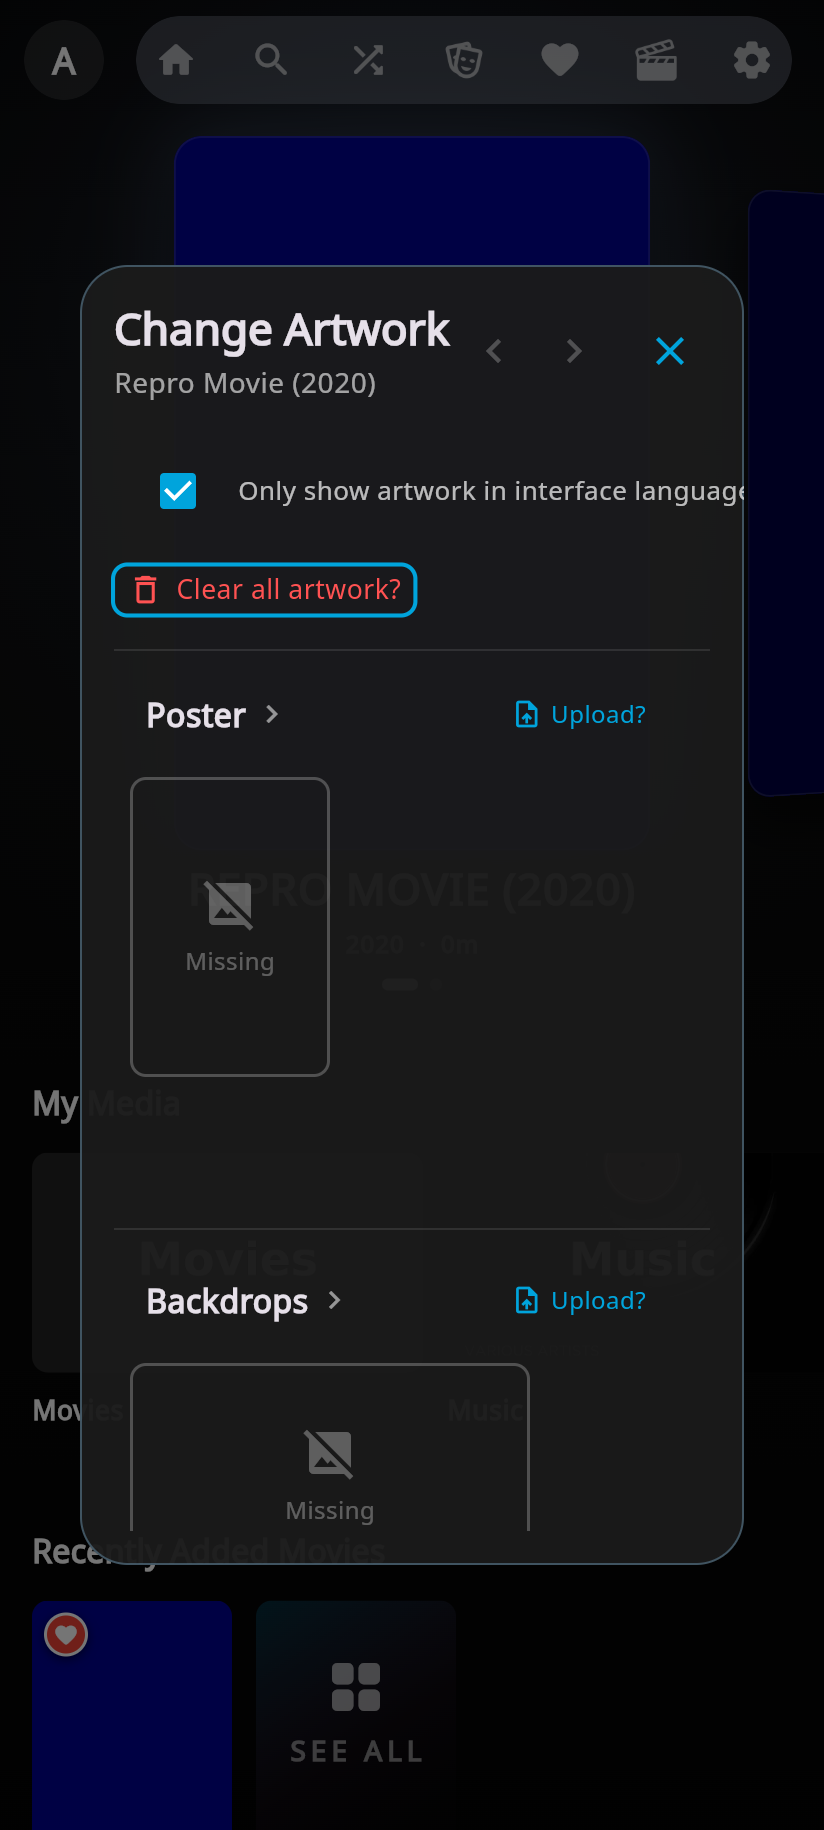 A
Change Artwork
Repro Movie (2020)
Only show artwork in interface language
Clear all artwork?
Poster
Upload?
REPRO MOVIE (2020)
Missing
2020 • 0m
My Media
Movies
Music
Backdrops
Upload?
Movies
Music
Missing
Recently Added Movies
SEE ALL